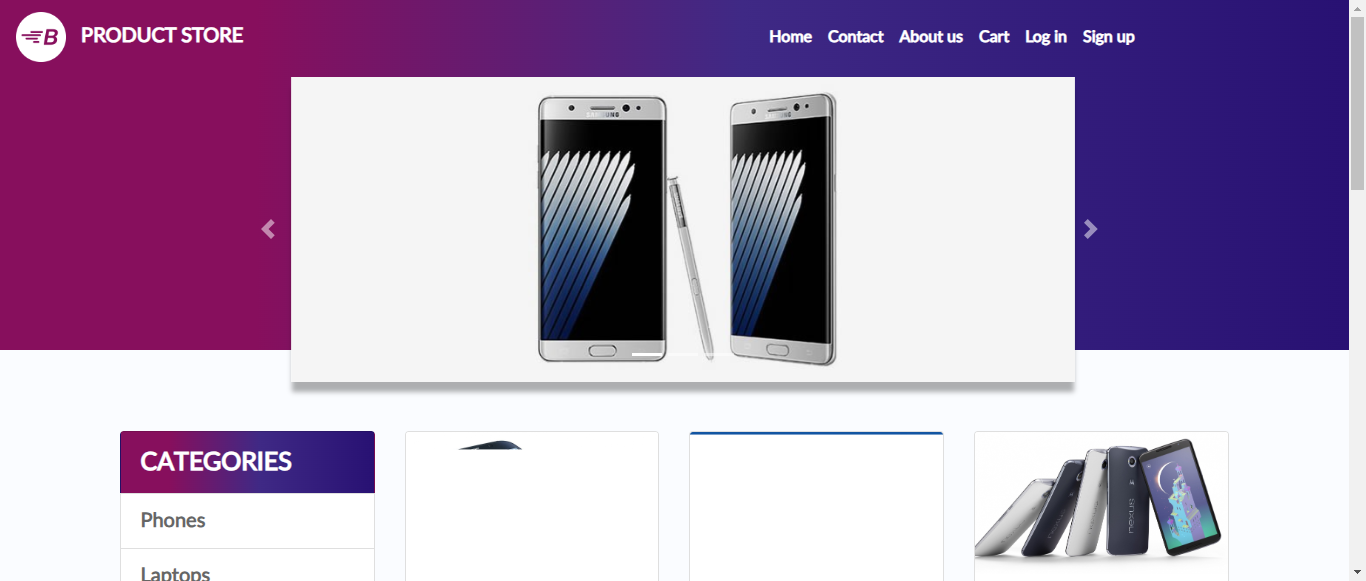 B PRODUCT STORE
Home Contact About us Cart Log in Sign up
SAMSUNG SAMSUNG
CATEGORIES
Phones
Laptops
nexus